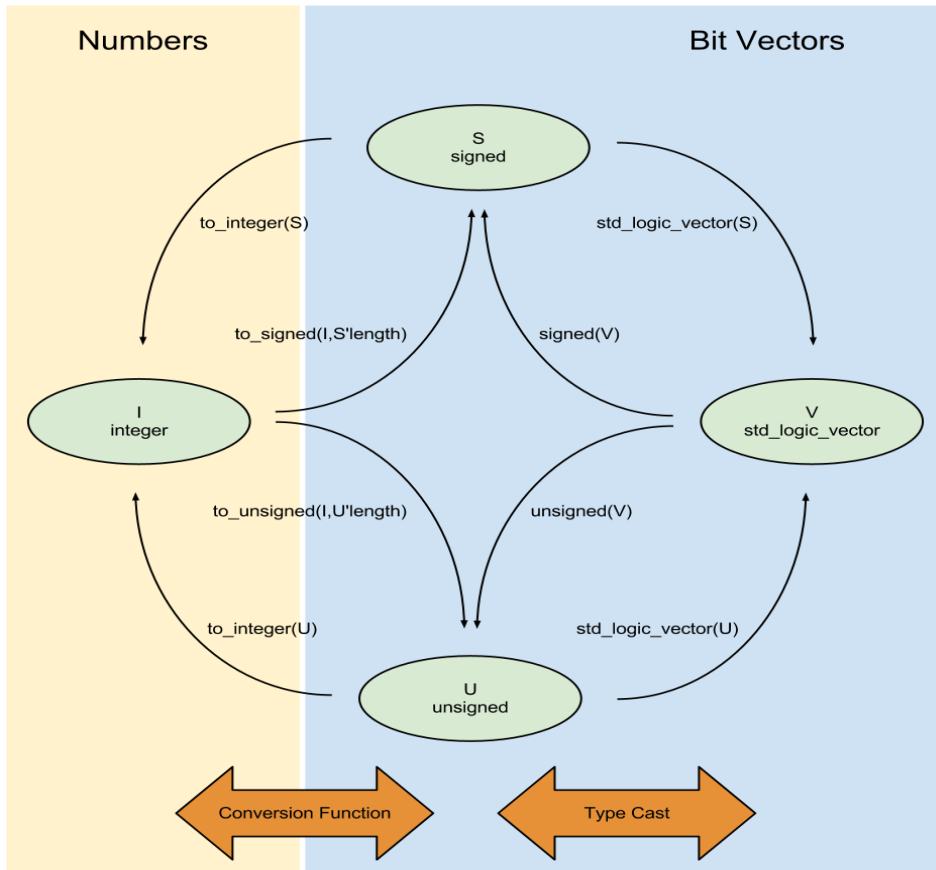 Numbers
Bit Vectors
S
signed
to_integer(S)
std_logic_vector(S)
to_signed(I,S'length)
signed(V)
I
integer
V
std_logic_vector
to_unsigned(I,U'length)
unsigned(V)
to_integer(U)
std_logic_vector(U)
U
unsigned
Conversion Function
Type Cast